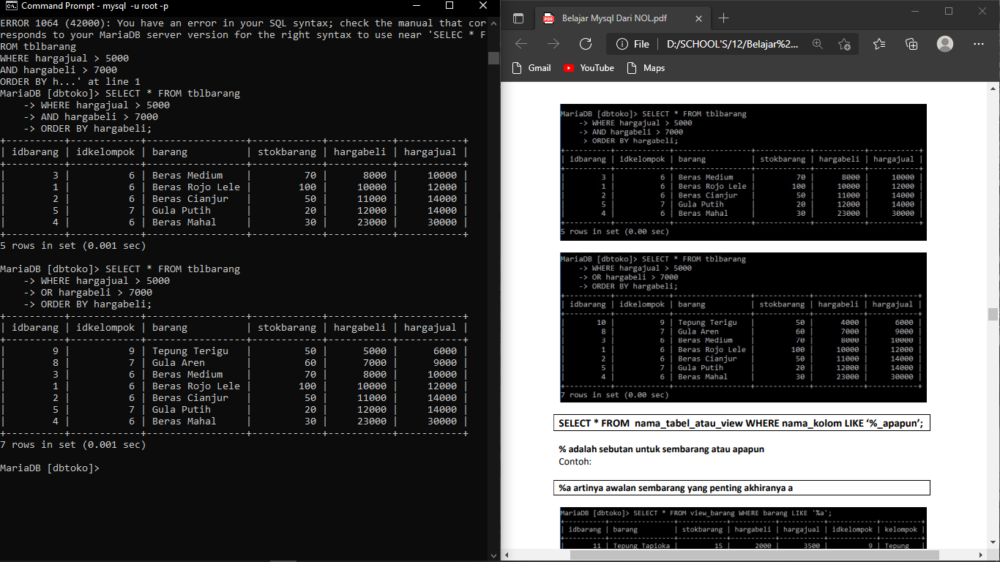 Command Prompt - mysql  -u root -p
ERROR 1064 (42000): You have an error in your SQL syntax; check the manual that cor
responds to your MariaDB server version for the right syntax to use near 'SELEC * F
ROM tblbarang
WHERE hargajual > 5000
AND hargabeli > 7000
ORDER BY h...' at line 1
MariaDB [dbtoko]> SELECT * FROM tblbarang
    -> WHERE hargajual > 5000
    -> AND hargabeli > 7000
    -> ORDER BY hargabeli;
| idbarang | idkelompok | barang          | stokbarang | hargabeli | hargajual |
|        3 |          6 | Beras Medium    |         70 |      8000 |     10000 |
|        1 |          6 | Beras Rojo Lele |        100 |     10000 |     12000 |
|        2 |          6 | Beras Cianjur   |         50 |     11000 |     14000 |
|        5 |          7 | Gula Putih      |         20 |     12000 |     14000 |
|        4 |          6 | Beras Mahal     |         30 |     23000 |     30000 |
5 rows in set (0.001 sec)
MariaDB [dbtoko]> SELECT * FROM tblbarang
    -> WHERE hargajual > 5000
    -> OR hargabeli > 7000
    -> ORDER BY hargabeli;
| idbarang | idkelompok | barang          | stokbarang | hargabeli | hargajual |
|        9 |          9 | Tepung Terigu   |         50 |      5000 |      6000 |
|        8 |          7 | Gula Aren       |         60 |      7000 |      9000 |
|        3 |          6 | Beras Medium    |         70 |      8000 |     10000 |
|        1 |          6 | Beras Rojo Lele |        100 |     10000 |     12000 |
|        2 |          6 | Beras Cianjur   |         50 |     11000 |     14000 |
|        5 |          7 | Gula Putih      |         20 |     12000 |     14000 |
|        4 |          6 | Beras Mahal     |         30 |     23000 |     30000 |
7 rows in set (0.001 sec)
MariaDB [dbtoko]>
Belajar Mysql Dari NOL.pdf
File | D:/SCHOOL'S/12/Belajar%2...
Gmail YouTube Maps
MariaDB [dbtoko]> SELECT * FROM tblbarang
    -> WHERE hargajual > 5000
    -> AND hargabeli > 7000
    > ORDER BY hargabeli;
| idbarang | idkelompok | barang          | stokbarang | hargabeli | hargajual |
|        3 |          6 | Beras Medium    |         70 |      8000 |     10000 |
|        1 |          6 | Beras Rojo Lele |        100 |     10000 |     12000 |
|        2 |          6 | Beras Cianjur   |         50 |     11000 |     14000 |
|        5 |          7 | Gula Putih      |         20 |     12000 |     14000 |
|        4 |          6 | Beras Mahal     |         30 |     23000 |     30000 |
5 rows in set (0.00 sec)
MariaDB [dbtoko]> SELECT * FROM tblbarang
    -> WHERE hargajual > 5000
    -> OR hargabeli > 7000
    -> ORDER BY hargabeli;
| idbarang | idkelompok | barang          | stokbarang | hargabeli | hargajual |
|       10 |          9 | Tepung Terigu   |         50 |      4000 |      6000 |
|        8 |          7 | Gula Aren       |         60 |      7000 |      9000 |
|        3 |          6 | Beras Medium    |         70 |      8000 |     10000 |
|        1 |          6 | Beras Rojo Lele |        100 |     10000 |     12000 |
|        2 |          6 | Beras Cianjur   |         50 |     11000 |     14000 |
|        5 |          7 | Gula Putih      |         20 |     12000 |     14000 |
|        4 |          6 | Beras Mahal     |         30 |     23000 |     30000 |
7 rows in set (0.00 sec)
SELECT * FROM  nama_tabel_atau_view WHERE nama_kolom LIKE ‘%_apapun’;
% adalah sebutan untuk sembarang atau apapun
Contoh:
%a artinya awalan sembarang yang penting akhiranya a
MariaDB [dbtoko]> SELECT * FROM view_barang WHERE barang LIKE '%a';
| idbarang | barang | stokbarang | hargabeli | hargajual | idkelompok | kelompok |
| 11 | Tepung Tapioka | 15 | 2000 | 3500 | 9 | Tepung